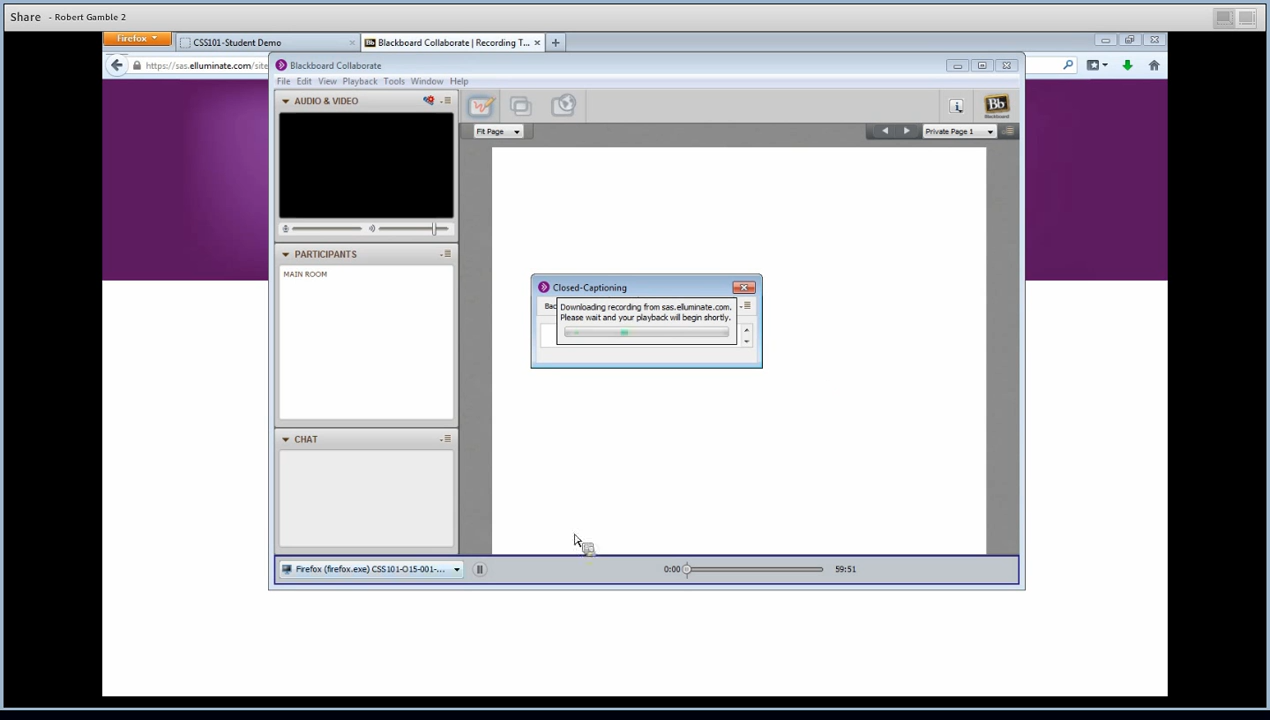 Share - Robert Gamble 2
Firefox
CSS101-Student Demo
Bb Blackboard Collaborate | Recording T...
https://sas.elluminate.com/site
Blackboard Collaborate
File Edit View Playback Tools Window Help
AUDIO & VIDEO
Bb
Blackboard
Fit Page
Private Page 1
PARTICIPANTS
MAIN ROOM
Closed-Captioning
Downloading recording from sas.elluminate.com.
Please wait and your playback will begin shortly.
CHAT
Firefox (firefox.exe) CSS101-O15-001-...
0:00
59:51